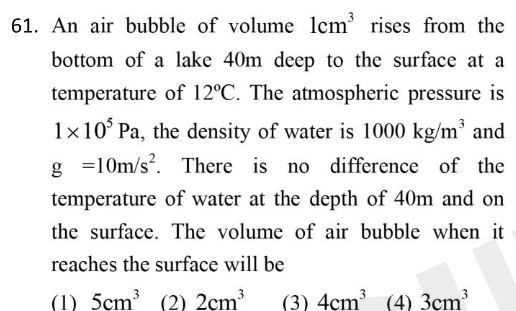 61. An air bubble of volume 1cm³ rises from the
bottom of a lake 40m deep to the surface at a
temperature of 12ºC. The atmospheric pressure is
1×10⁵ Pa, the density of water is 1000 kg/m³ and
g =10m/s². There is no difference of the
temperature of water at the depth of 40m and on
the surface. The volume of air bubble when it
reaches the surface will be
(1) 5cm³ (2) 2cm³ (3) 4cm³ (4) 3cm³